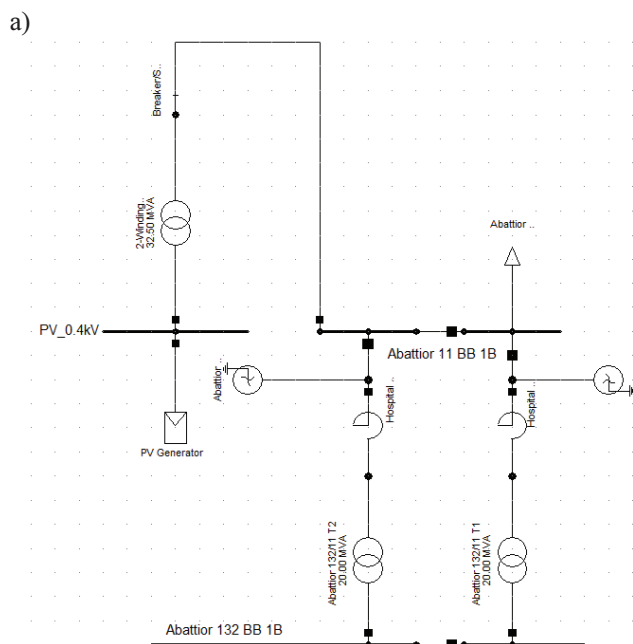 a)
Breaker/S..
2-Winding..
32.50 MVA
Abattior ..
PV_0.4kV
Abattior 11 BB 1B
Abattior ..
Hospital ..
Hospital ..
PV Generator
Abattior 132/11 T2
20.00 MVA
Abattior 132/11 T1
20.00 MVA
Abattior 132 BB 1B